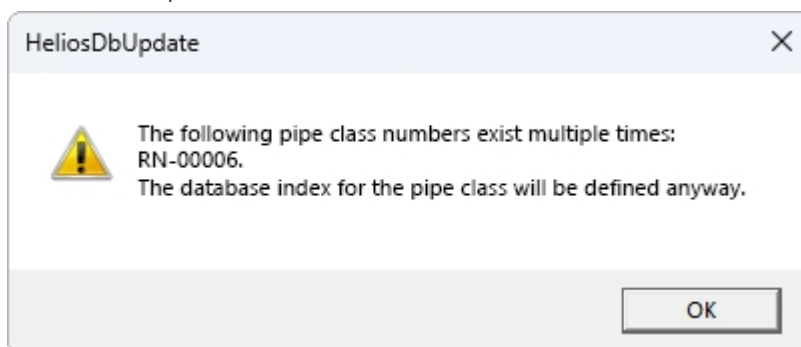 HeliosDbUpdate
The following pipe class numbers exist multiple times:
RN-00006.
The database index for the pipe class will be defined anyway.
OK